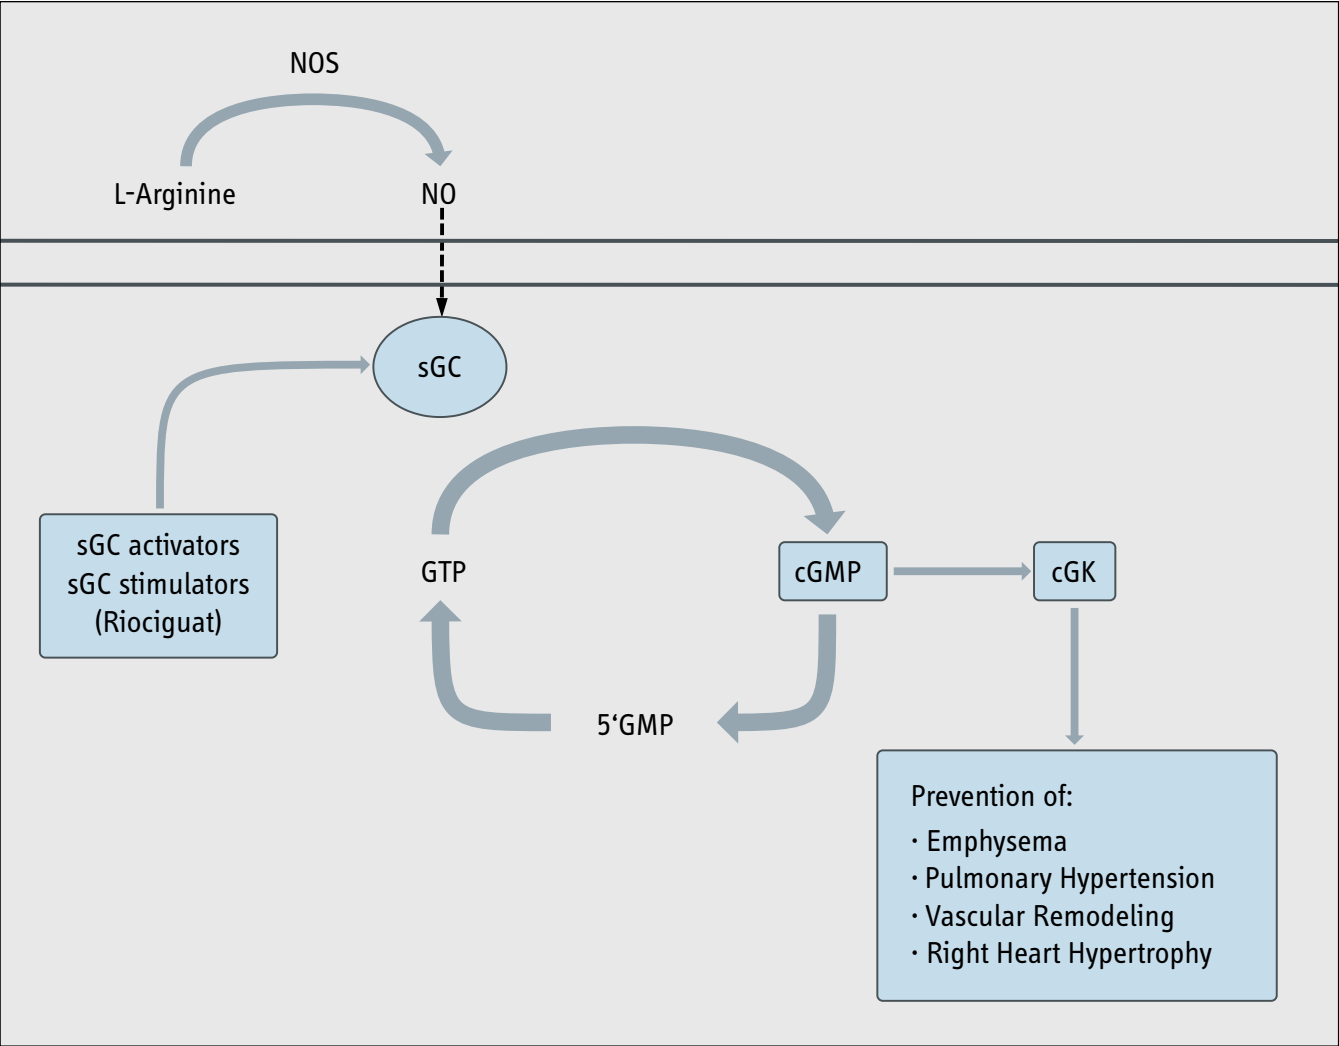 NOS
L-Arginine
NO
sGC
sGC activators
sGC stimulators
(Riociguat)
GTP
cGMP
cGK
5‘GMP
Prevention of:
· Emphysema
· Pulmonary Hypertension
· Vascular Remodeling
· Right Heart Hypertrophy